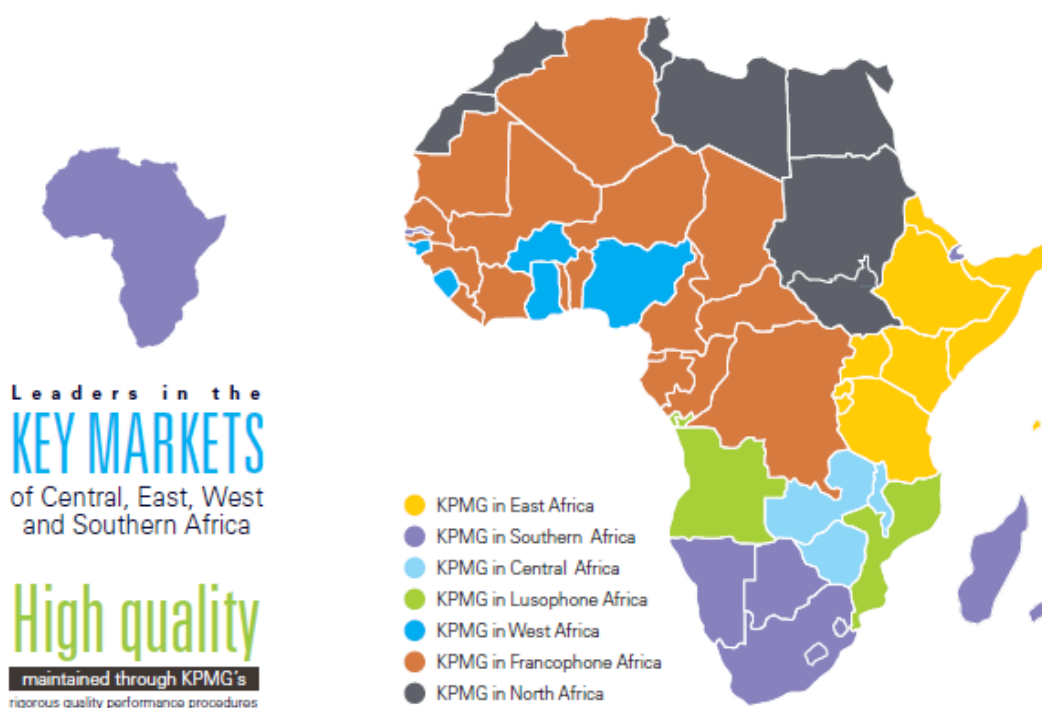 Leaders in the
KEY MARKETS
of Central, East, West
and Southern Africa
High quality
maintained through KPMG's
rigorous quality performance procedures
KPMG in East Africa
KPMG in Southern Africa
KPMG in Central Africa
KPMG in Lusophone Africa
KPMG in West Africa
KPMG in Francophone Africa
KPMG in North Africa